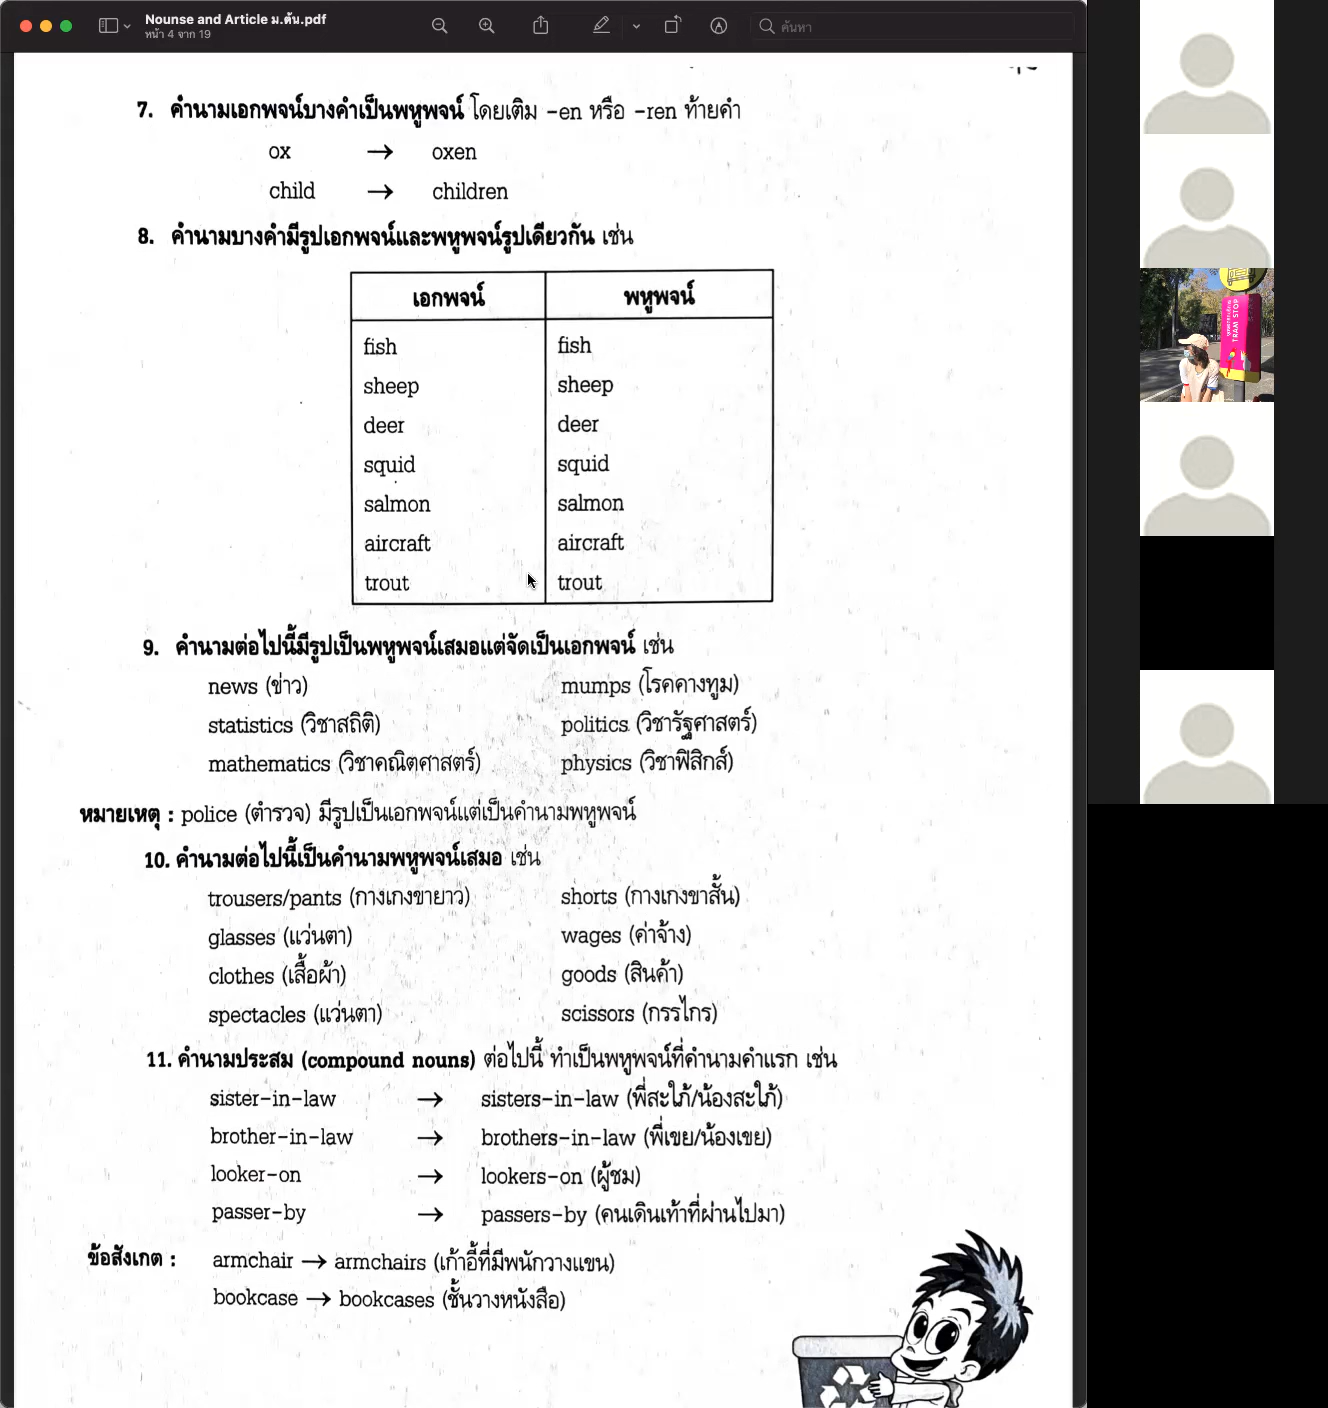 Nounse and Article ม.ต้น.pdf
หน้า 4 จาก 19
ค้นหา
7. คำนามเอกพจน์บางคำเป็นพหูพจน์ โดยเติม -en หรือ -ren ท้ายคำ
ox → oxen
child → children
8. คำนามบางคำมีรูปเอกพจน์และพหูพจน์รูปเดียวกัน เช่น
เอกพจน์ พหูพจน์
fish fish
sheep sheep
deer deer
squid squid
salmon salmon
aircraft aircraft
trout trout
9. คำนามต่อไปนี้มีรูปเป็นพหูพจน์เสมอแต่จัดเป็นเอกพจน์ เช่น
news (ข่าว) mumps (โรคคางทูม)
statistics (วิชาสถิติ) politics (วิชารัฐศาสตร์)
mathematics (วิชาคณิตศาสตร์) physics (วิชาฟิสิกส์)
หมายเหตุ : police (ตำรวจ) มีรูปเป็นเอกพจน์แต่เป็นคำนามพหูพจน์
10. คำนามต่อไปนี้เป็นคำนามพหูพจน์เสมอ เช่น
trousers/pants (กางเกงขายาว) shorts (กางเกงขาสั้น)
glasses (แว่นตา) wages (ค่าจ้าง)
clothes (เสื้อผ้า) goods (สินค้า)
spectacles (แว่นตา) scissors (กรรไกร)
11. คำนามประสม (compound nouns) ต่อไปนี้ ทำเป็นพหูพจน์ที่คำนามคำแรก เช่น
sister-in-law → sisters-in-law (พี่สะใภ้/น้องสะใภ้)
brother-in-law → brothers-in-law (พี่เขย/น้องเขย)
looker-on → lookers-on (ผู้ชม)
passer-by → passers-by (คนเดินเท้าที่ผ่านไปมา)
ข้อสังเกต : armchair → armchairs (เก้าอี้ที่มีพนักวางแขน)
bookcase → bookcases (ชั้นวางหนังสือ)
TRAM STOP